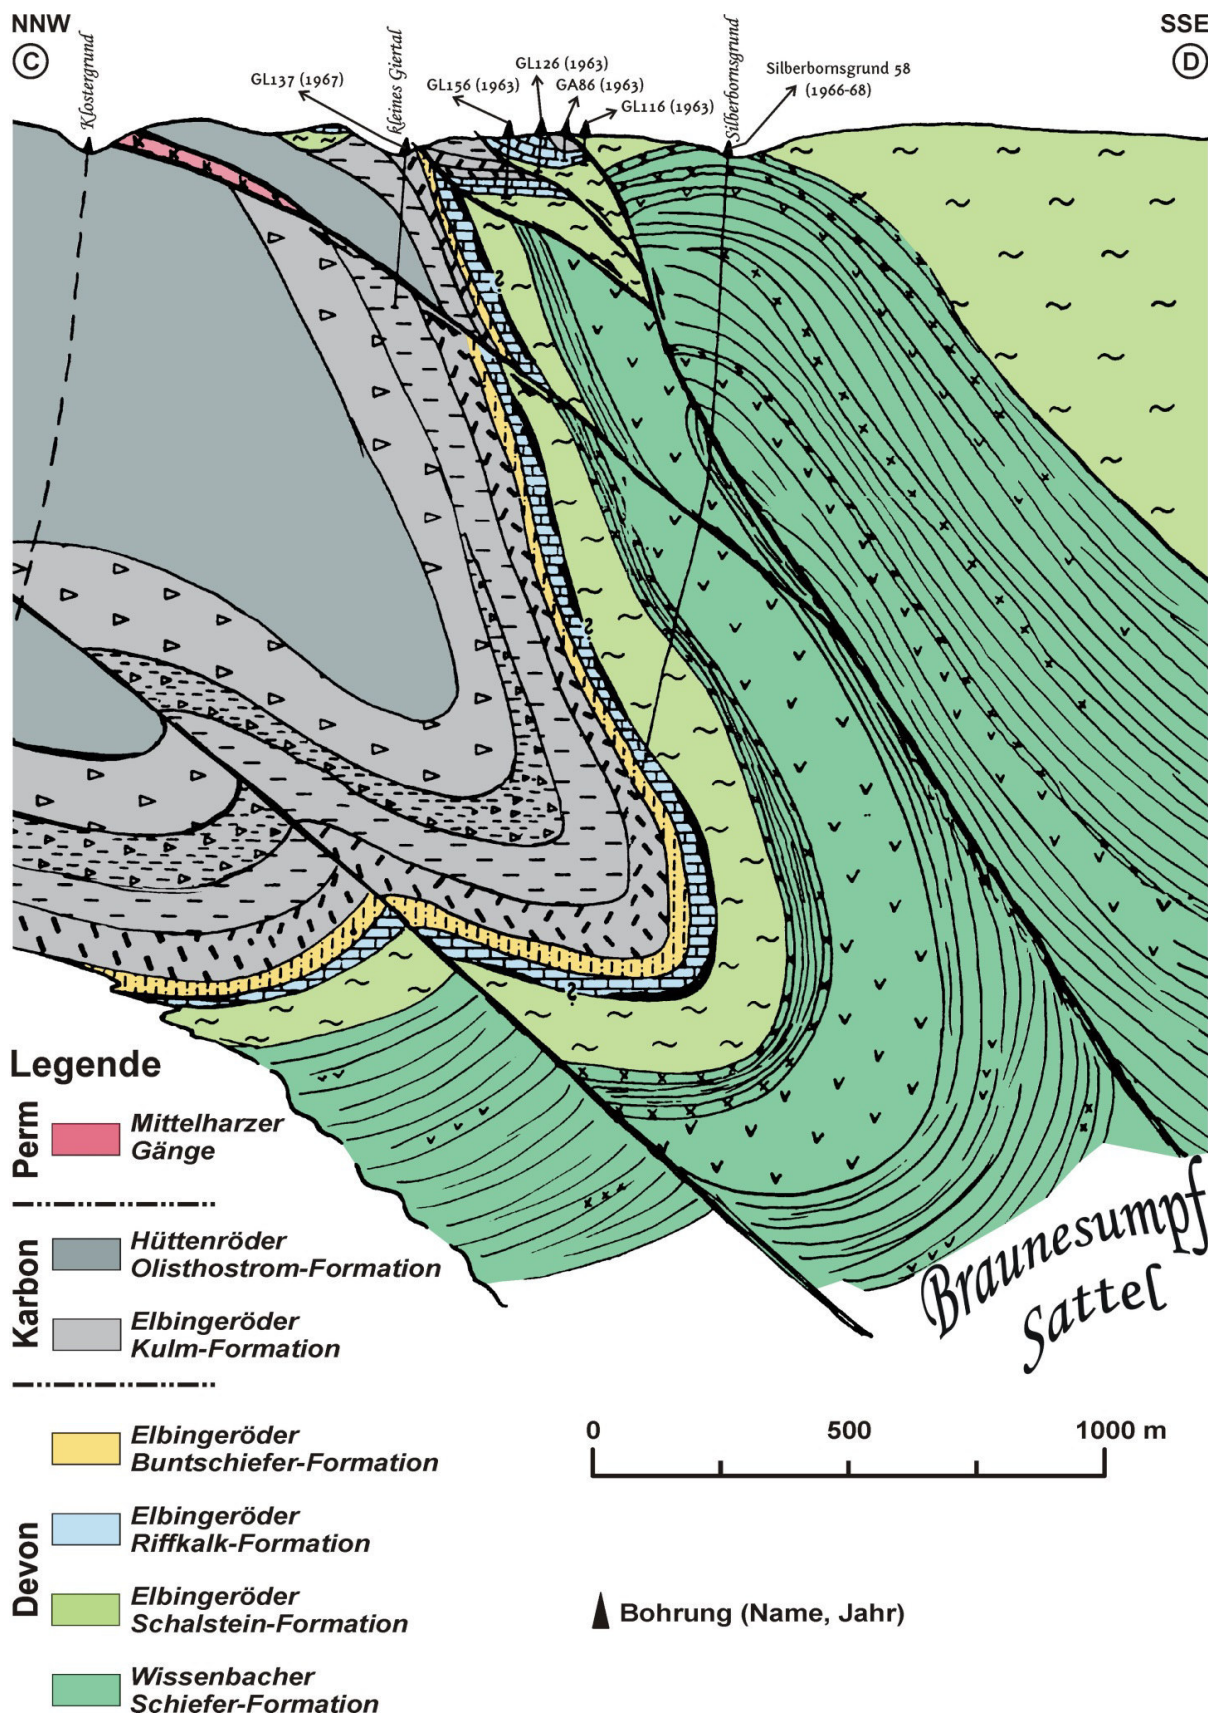 NNW
SSE
C
D
Klostergrund
GL137 (1967)
kleines Giertal
GL156 (1963)
GL126 (1963)
GA86 (1963)
GL116 (1963)
Silberbornsgrund
Silberbornsgrund 58
(1966-68)
?
?
?
Braunesumpf
Sattel
Legende
Perm
Mittelharzer
Gänge
Karbon
Hüttenröder
Olisthostrom-Formation
Elbingeröder
Kulm-Formation
Devon
Elbingeröder
Buntschiefer-Formation
Elbingeröder
Riffkalk-Formation
Elbingeröder
Schalstein-Formation
Wissenbacher
Schiefer-Formation
0 500 1000 m
Bohrung (Name, Jahr)